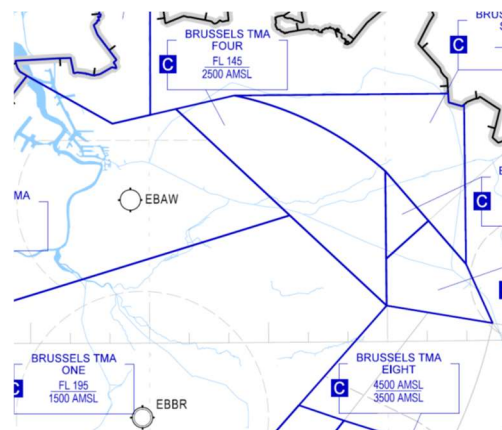 BRUSSELS TMA
FOUR
C
FL 145
2500 AMSL
C
EBAW
MA
C
BRUSSELS TMA
ONE
C
FL 195
1500 AMSL
EBBR
BRUSSELS TMA
EIGHT
C
4500 AMSL
3500 AMSL